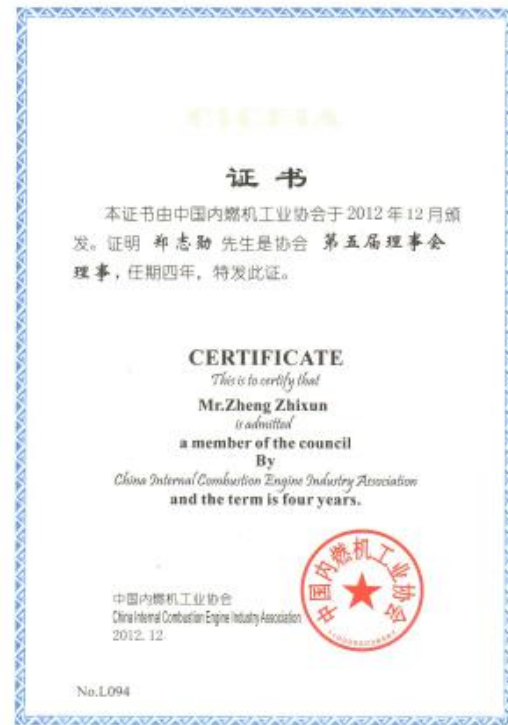 证书
本证书由中国内燃机工业协会于2012年12月颁
发。证明 郑志勋 先生是协会 第五届理事会
理事，任期四年，特发此证。
CERTIFICATE
This is to certify that
Mr.Zheng Zhixun
is admitted
a member of the council
By
China Internal Combustion Engine Industry Association
and the term is four years.
中国内燃机工业协会
中国内燃机工业协会
China Internal Combustion Engine Industry Association
2012.12
No.L094